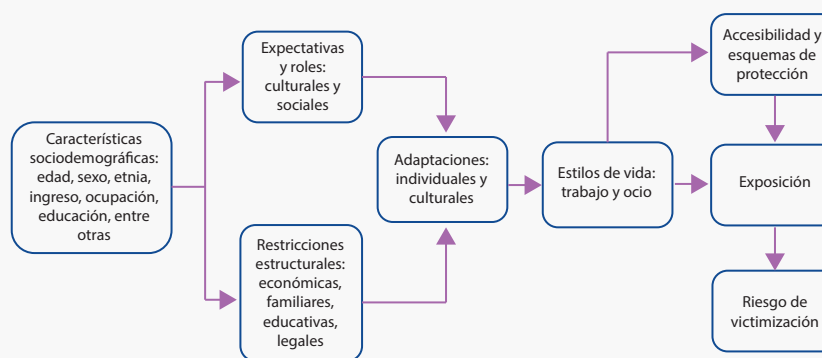 Características
sociodemográficas:
edad, sexo, etnia,
ingreso, ocupación,
educación, entre
otras
Expectativas
y roles:
culturales y
sociales
Restricciones
estructurales:
económicas,
familiares,
educativas,
legales
Adaptaciones:
individuales y
culturales
Estilos de vida:
trabajo y ocio
Accesibilidad y
esquemas de
protección
Exposición
Riesgo de
victimización